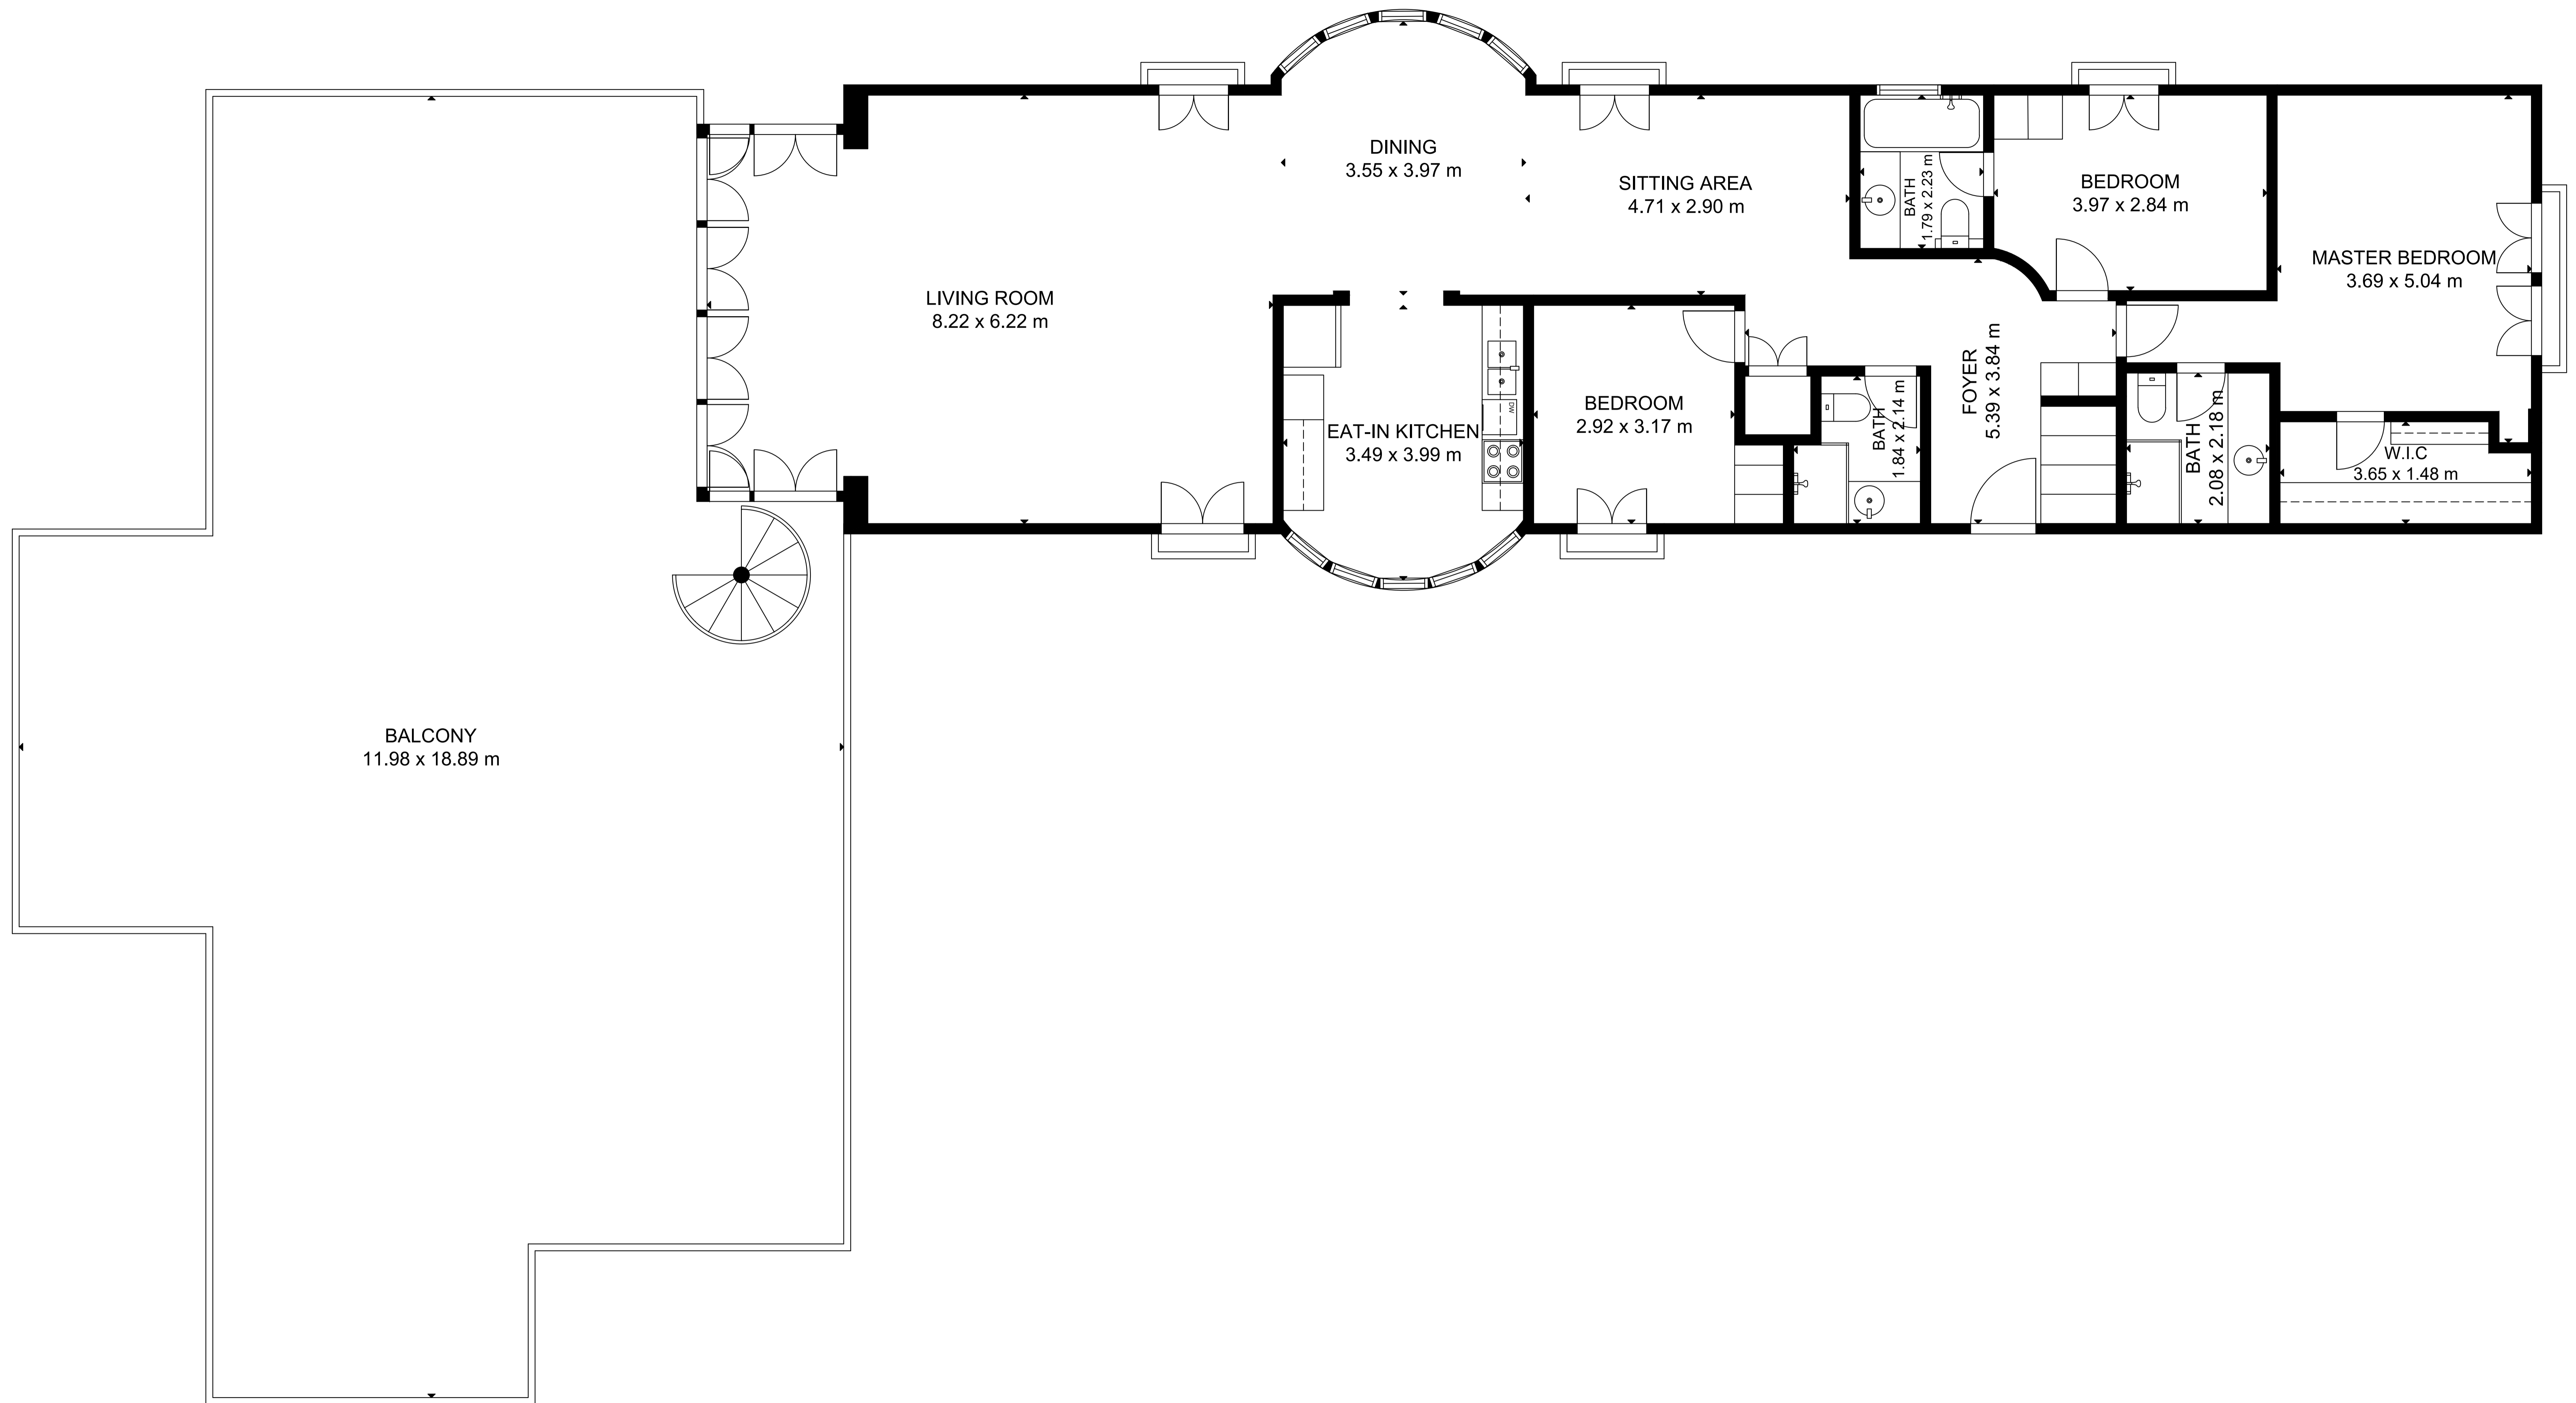 DINING
3.55 x 3.97 m
SITTING AREA
4.71 x 2.90 m
BATH
1.79 x 2.23 m
BEDROOM
3.97 x 2.84 m
MASTER BEDROOM
3.69 x 5.04 m
LIVING ROOM
8.22 x 6.22 m
FOYER
5.39 x 3.84 m
BEDROOM
2.92 x 3.17 m
DW
EAT-IN KITCHEN
3.49 x 3.99 m
BATH
1.84 x 2.14 m
BATH
2.08 x 2.18 m
W.I.C
3.65 x 1.48 m
BALCONY
11.98 x 18.89 m